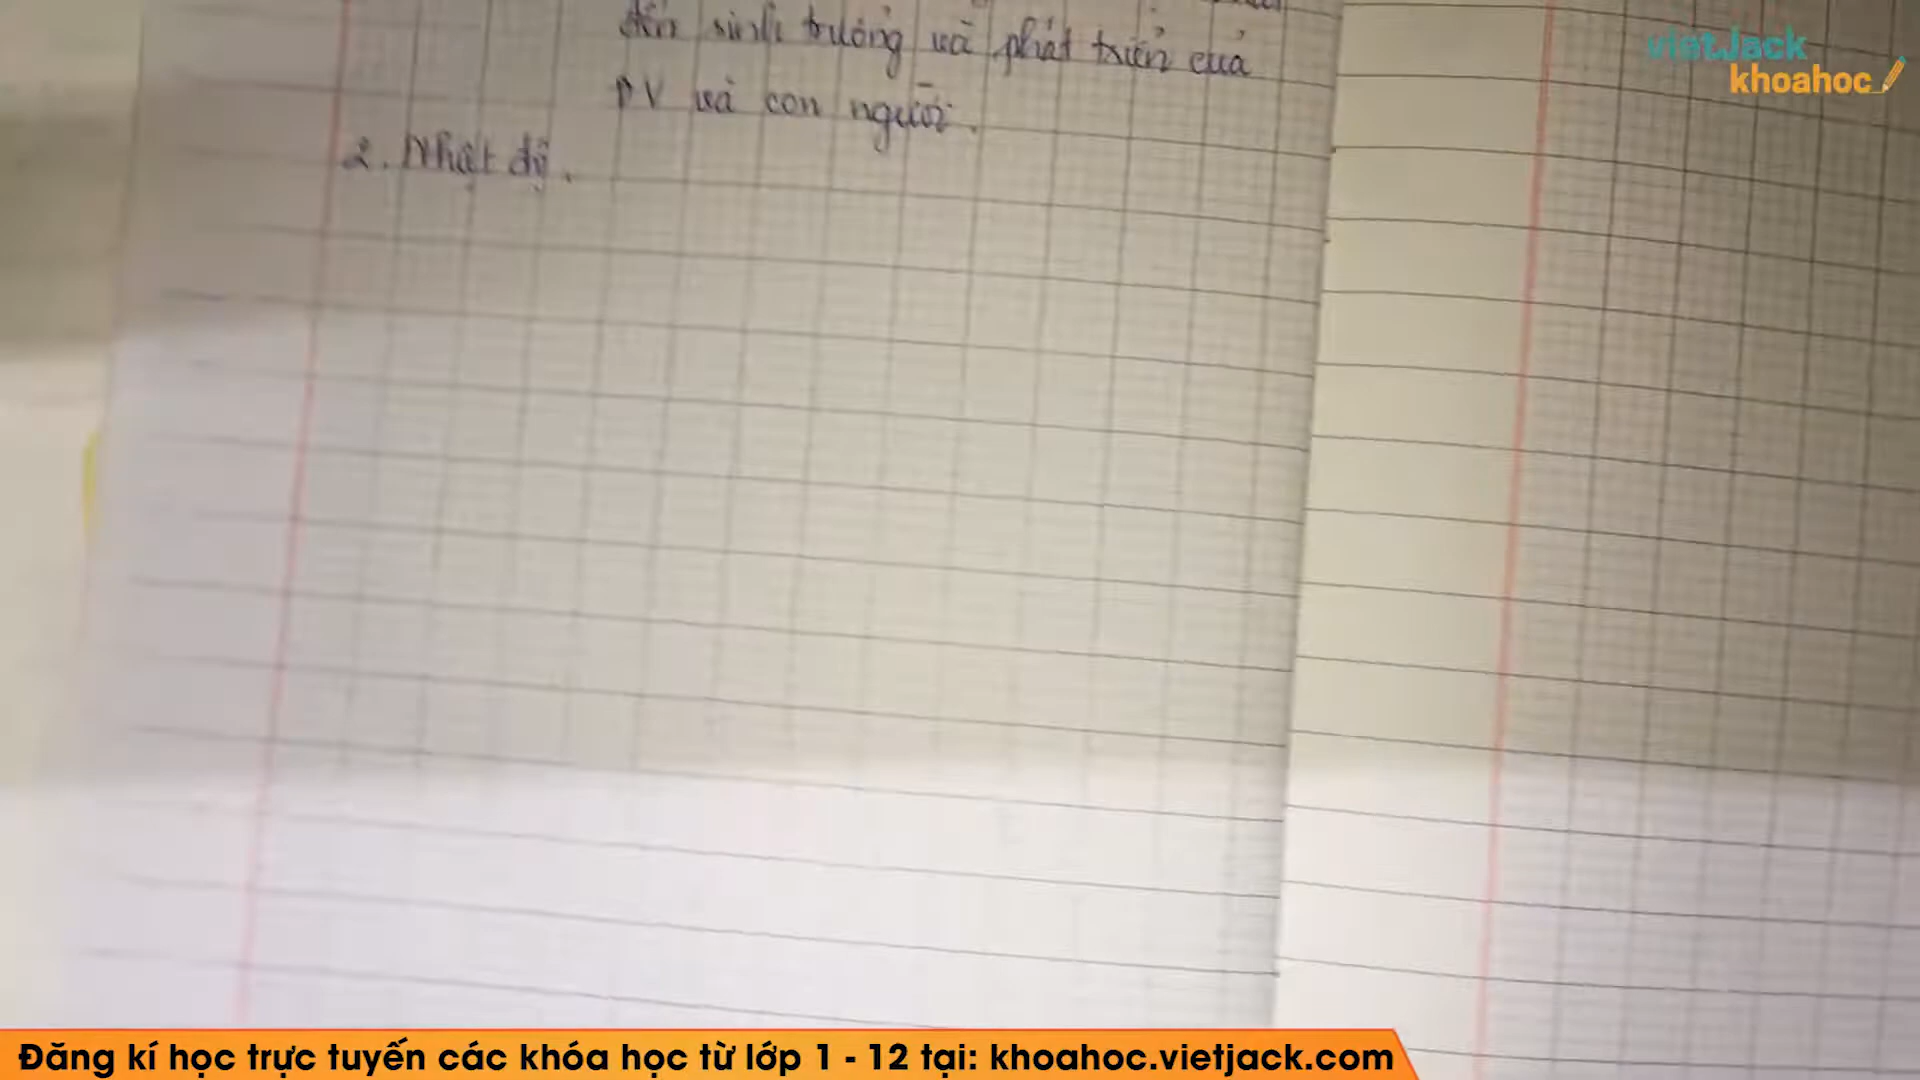 đến sinh trưởng và phát triển của
ĐV và con người.
2. Nhiệt độ.
vietJack
khoahoc
Đăng kí học trực tuyến các khóa học từ lớp 1 - 12 tại: khoahoc.vietjack.com